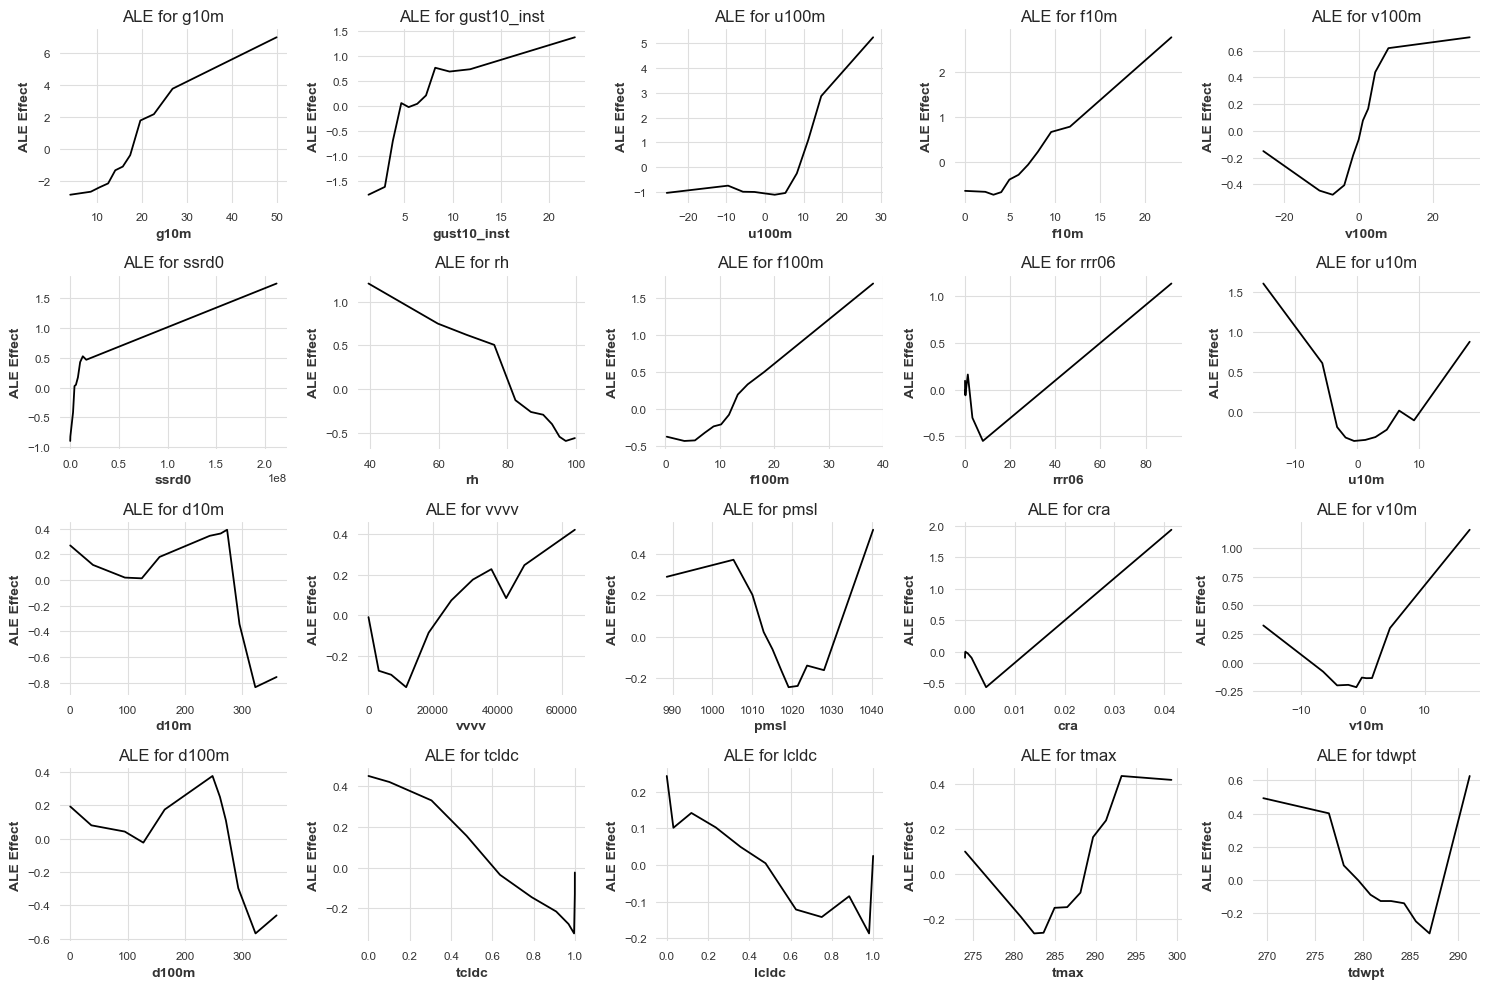 ALE for g10m
ALE Effect
6
4
2
0
−2
10 20 30 40 50
g10m
ALE for gust10_inst
ALE Effect
1.5
1.0
0.5
0.0
−0.5
−1.0
−1.5
5 10 15 20
gust10_inst
ALE for u100m
ALE Effect
5
4
3
2
1
0
−1
−20 −10 0 10 20 30
u100m
ALE for f10m
ALE Effect
2
1
0
0 5 10 15 20
f10m
ALE for v100m
ALE Effect
0.6
0.4
0.2
0.0
−0.2
−0.4
−20 0 20
v100m
ALE for ssrd0
ALE Effect
1.5
1.0
0.5
0.0
−0.5
−1.0
0.0 0.5 1.0 1.5 2.0
1e8
ssrd0
ALE for rh
ALE Effect
1.0
0.5
0.0
−0.5
40 60 80 100
rh
ALE for f100m
ALE Effect
1.5
1.0
0.5
0.0
−0.5
0 10 20 30 40
f100m
ALE for rrr06
ALE Effect
1.0
0.5
0.0
−0.5
0 20 40 60 80
rrr06
ALE for u10m
ALE Effect
1.5
1.0
0.5
0.0
−10 0 10
u10m
ALE for d10m
ALE Effect
0.4
0.2
0.0
−0.2
−0.4
−0.6
−0.8
0 100 200 300
d10m
ALE for vvvv
ALE Effect
0.4
0.2
0.0
−0.2
0 20000 40000 60000
vvvv
ALE for pmsl
ALE Effect
0.4
0.2
0.0
−0.2
990 1000 1010 1020 1030 1040
pmsl
ALE for cra
ALE Effect
2.0
1.5
1.0
0.5
0.0
−0.5
0.00 0.01 0.02 0.03 0.04
cra
ALE for v10m
ALE Effect
1.00
0.75
0.50
0.25
0.00
−0.25
−10 0 10
v10m
ALE for d100m
ALE Effect
0.4
0.2
0.0
−0.2
−0.4
−0.6
0 100 200 300
d100m
ALE for tcldc
ALE Effect
0.4
0.2
0.0
−0.2
0.0 0.2 0.4 0.6 0.8 1.0
tcldc
ALE for lcldc
ALE Effect
0.2
0.1
0.0
−0.1
−0.2
0.0 0.2 0.4 0.6 0.8 1.0
lcldc
ALE for tmax
ALE Effect
0.4
0.2
0.0
−0.2
275 280 285 290 295 300
tmax
ALE for tdwpt
ALE Effect
0.6
0.4
0.2
0.0
−0.2
270 275 280 285 290
tdwpt